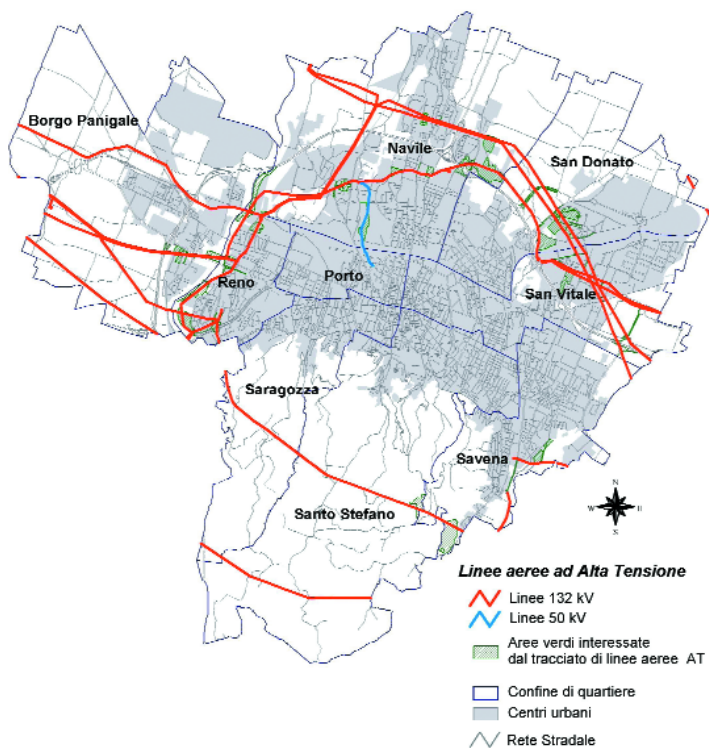 Borgo Panigale
Navile
San Donato
Reno
Porto
San Vitale
Saragozza
Savena
Santo Stefano
N
W
E
S
Linee aeree ad Alta Tensione
Linee 132 kV
Linee 50 kV
Aree verdi interessate
dal tracciato di linee aeree AT
Confine di quartiere
Centri urbani
Rete Stradale